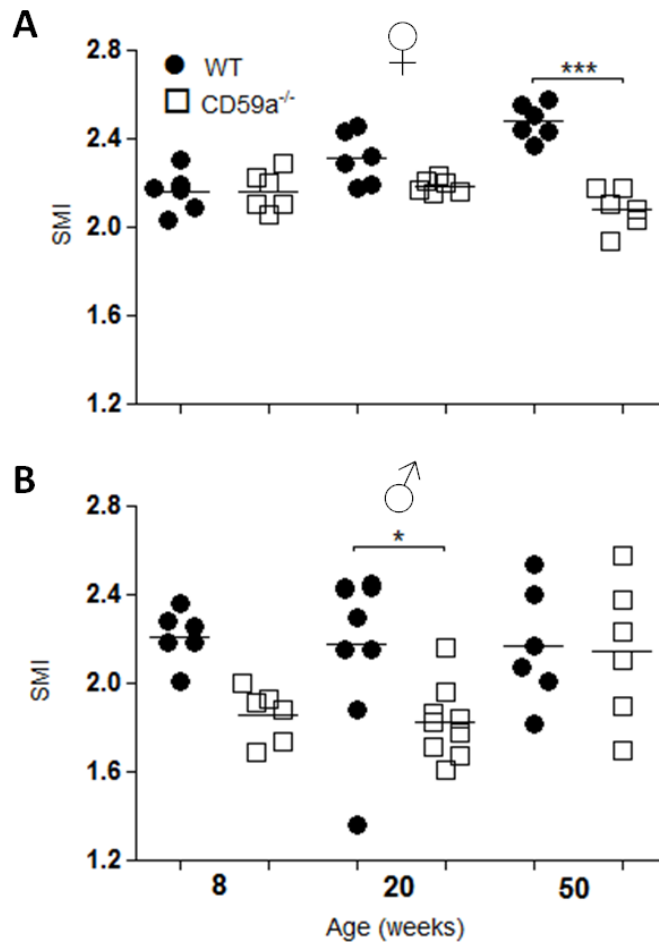 A
2.8
2.4
2.0
1.6
1.2
SMI
WT
CD59a-/-
♀
***
B
♂
2.8
2.4
2.0
1.6
1.2
SMI
*
8 20 50
Age (weeks)